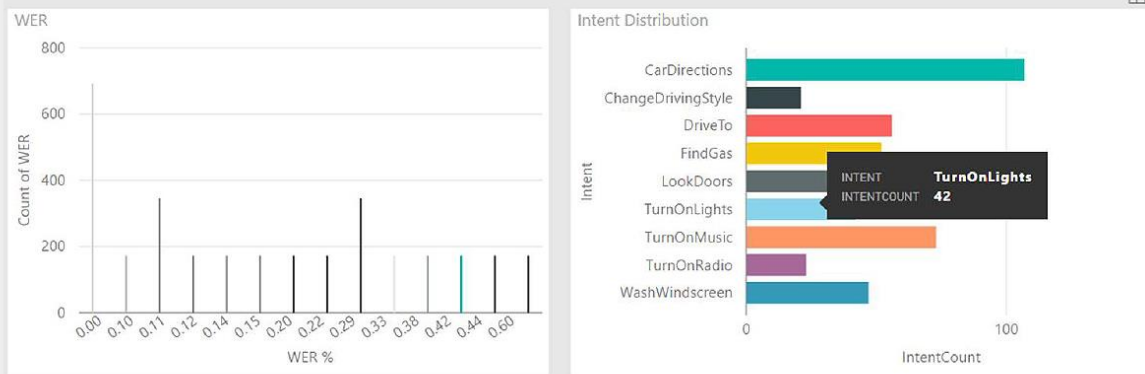 WER
800
600
400
200
0
Count of WER
0.00 0.10 0.11 0.12 0.14 0.15 0.20 0.22 0.29 0.33 0.38 0.42 0.44 0.60
WER %
Intent Distribution
Intent
CarDirections
ChangeDrivingStyle
DriveTo
FindGas
LookDoors
TurnOnLights
TurnOnMusic
TurnOnRadio
WashWindscreen
INTENT TurnOnLights
INTENTCOUNT 42
0 100
IntentCount